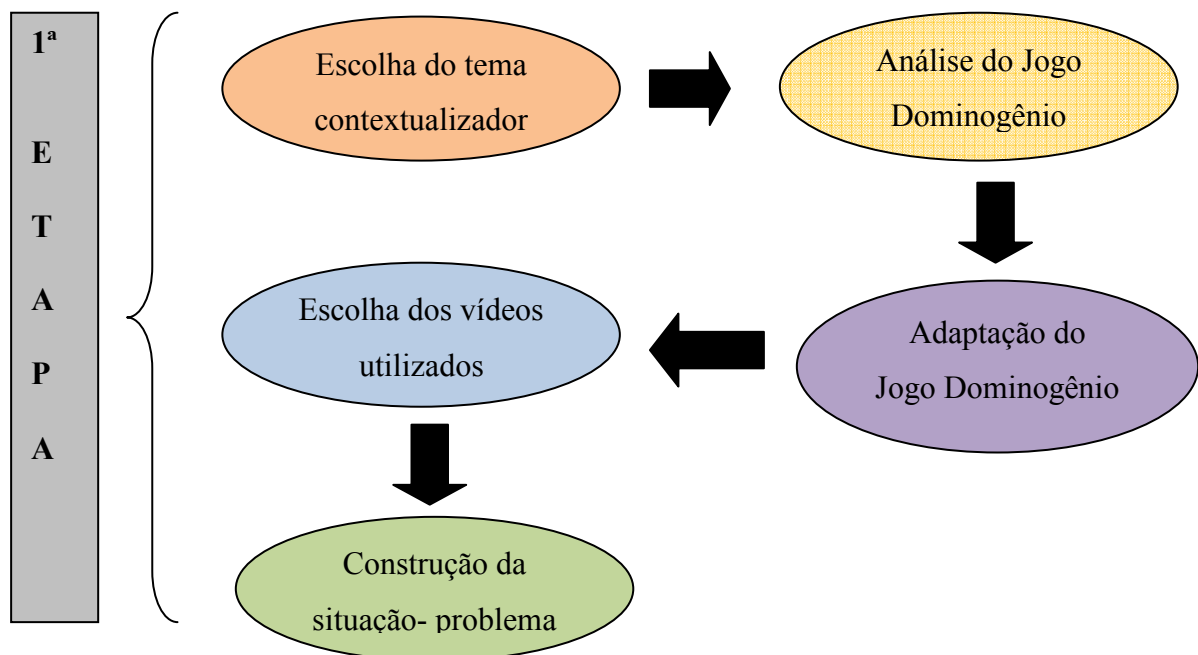 1ª
E
T
A
P
A
Escolha do tema
contextualizador
Análise do Jogo
Dominogênio
Adaptação do
Jogo Dominogênio
Escolha dos vídeos
utilizados
Construção da
situação- problema